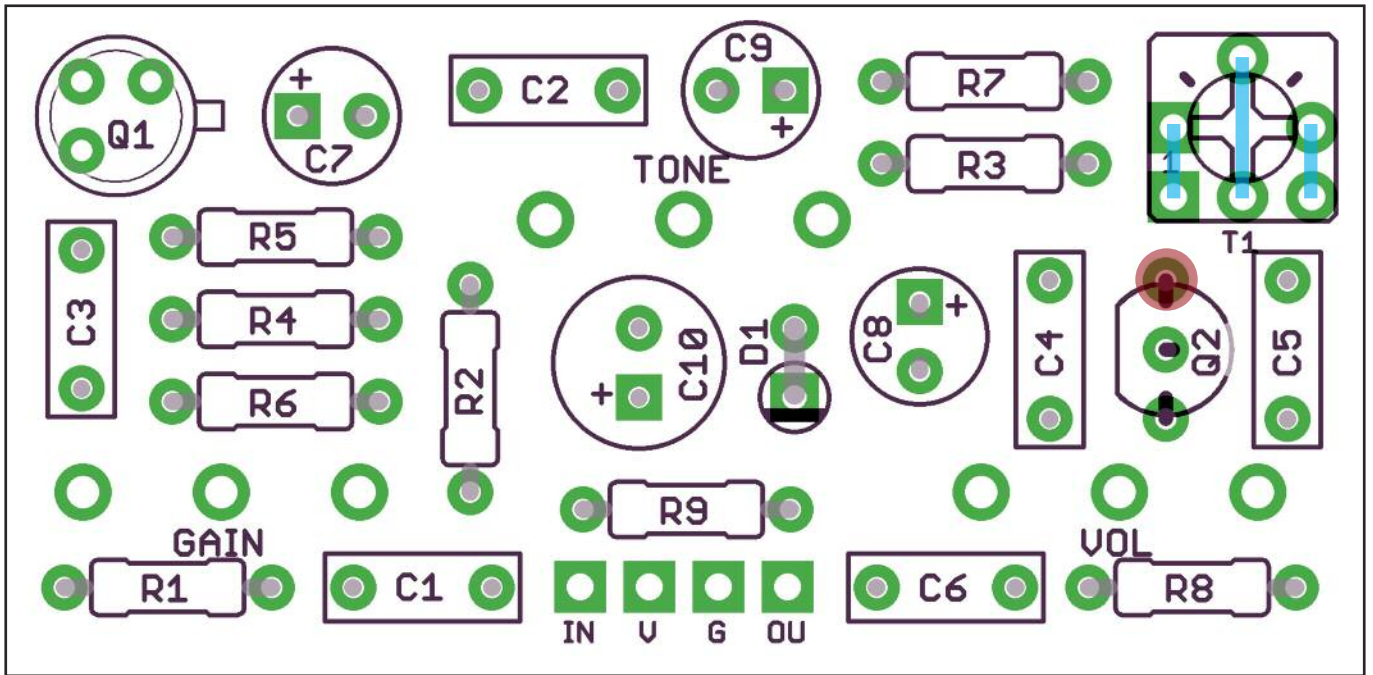 C9
+
C2
R7
+
Q1
C7
TONE
R3
1
R5
T1
C3
R4
R2
R6
C10
+
D1
C8
+
C4
Q2
C5
R9
GAIN
VOL
R1
C1
C6
R8
IN V G OU